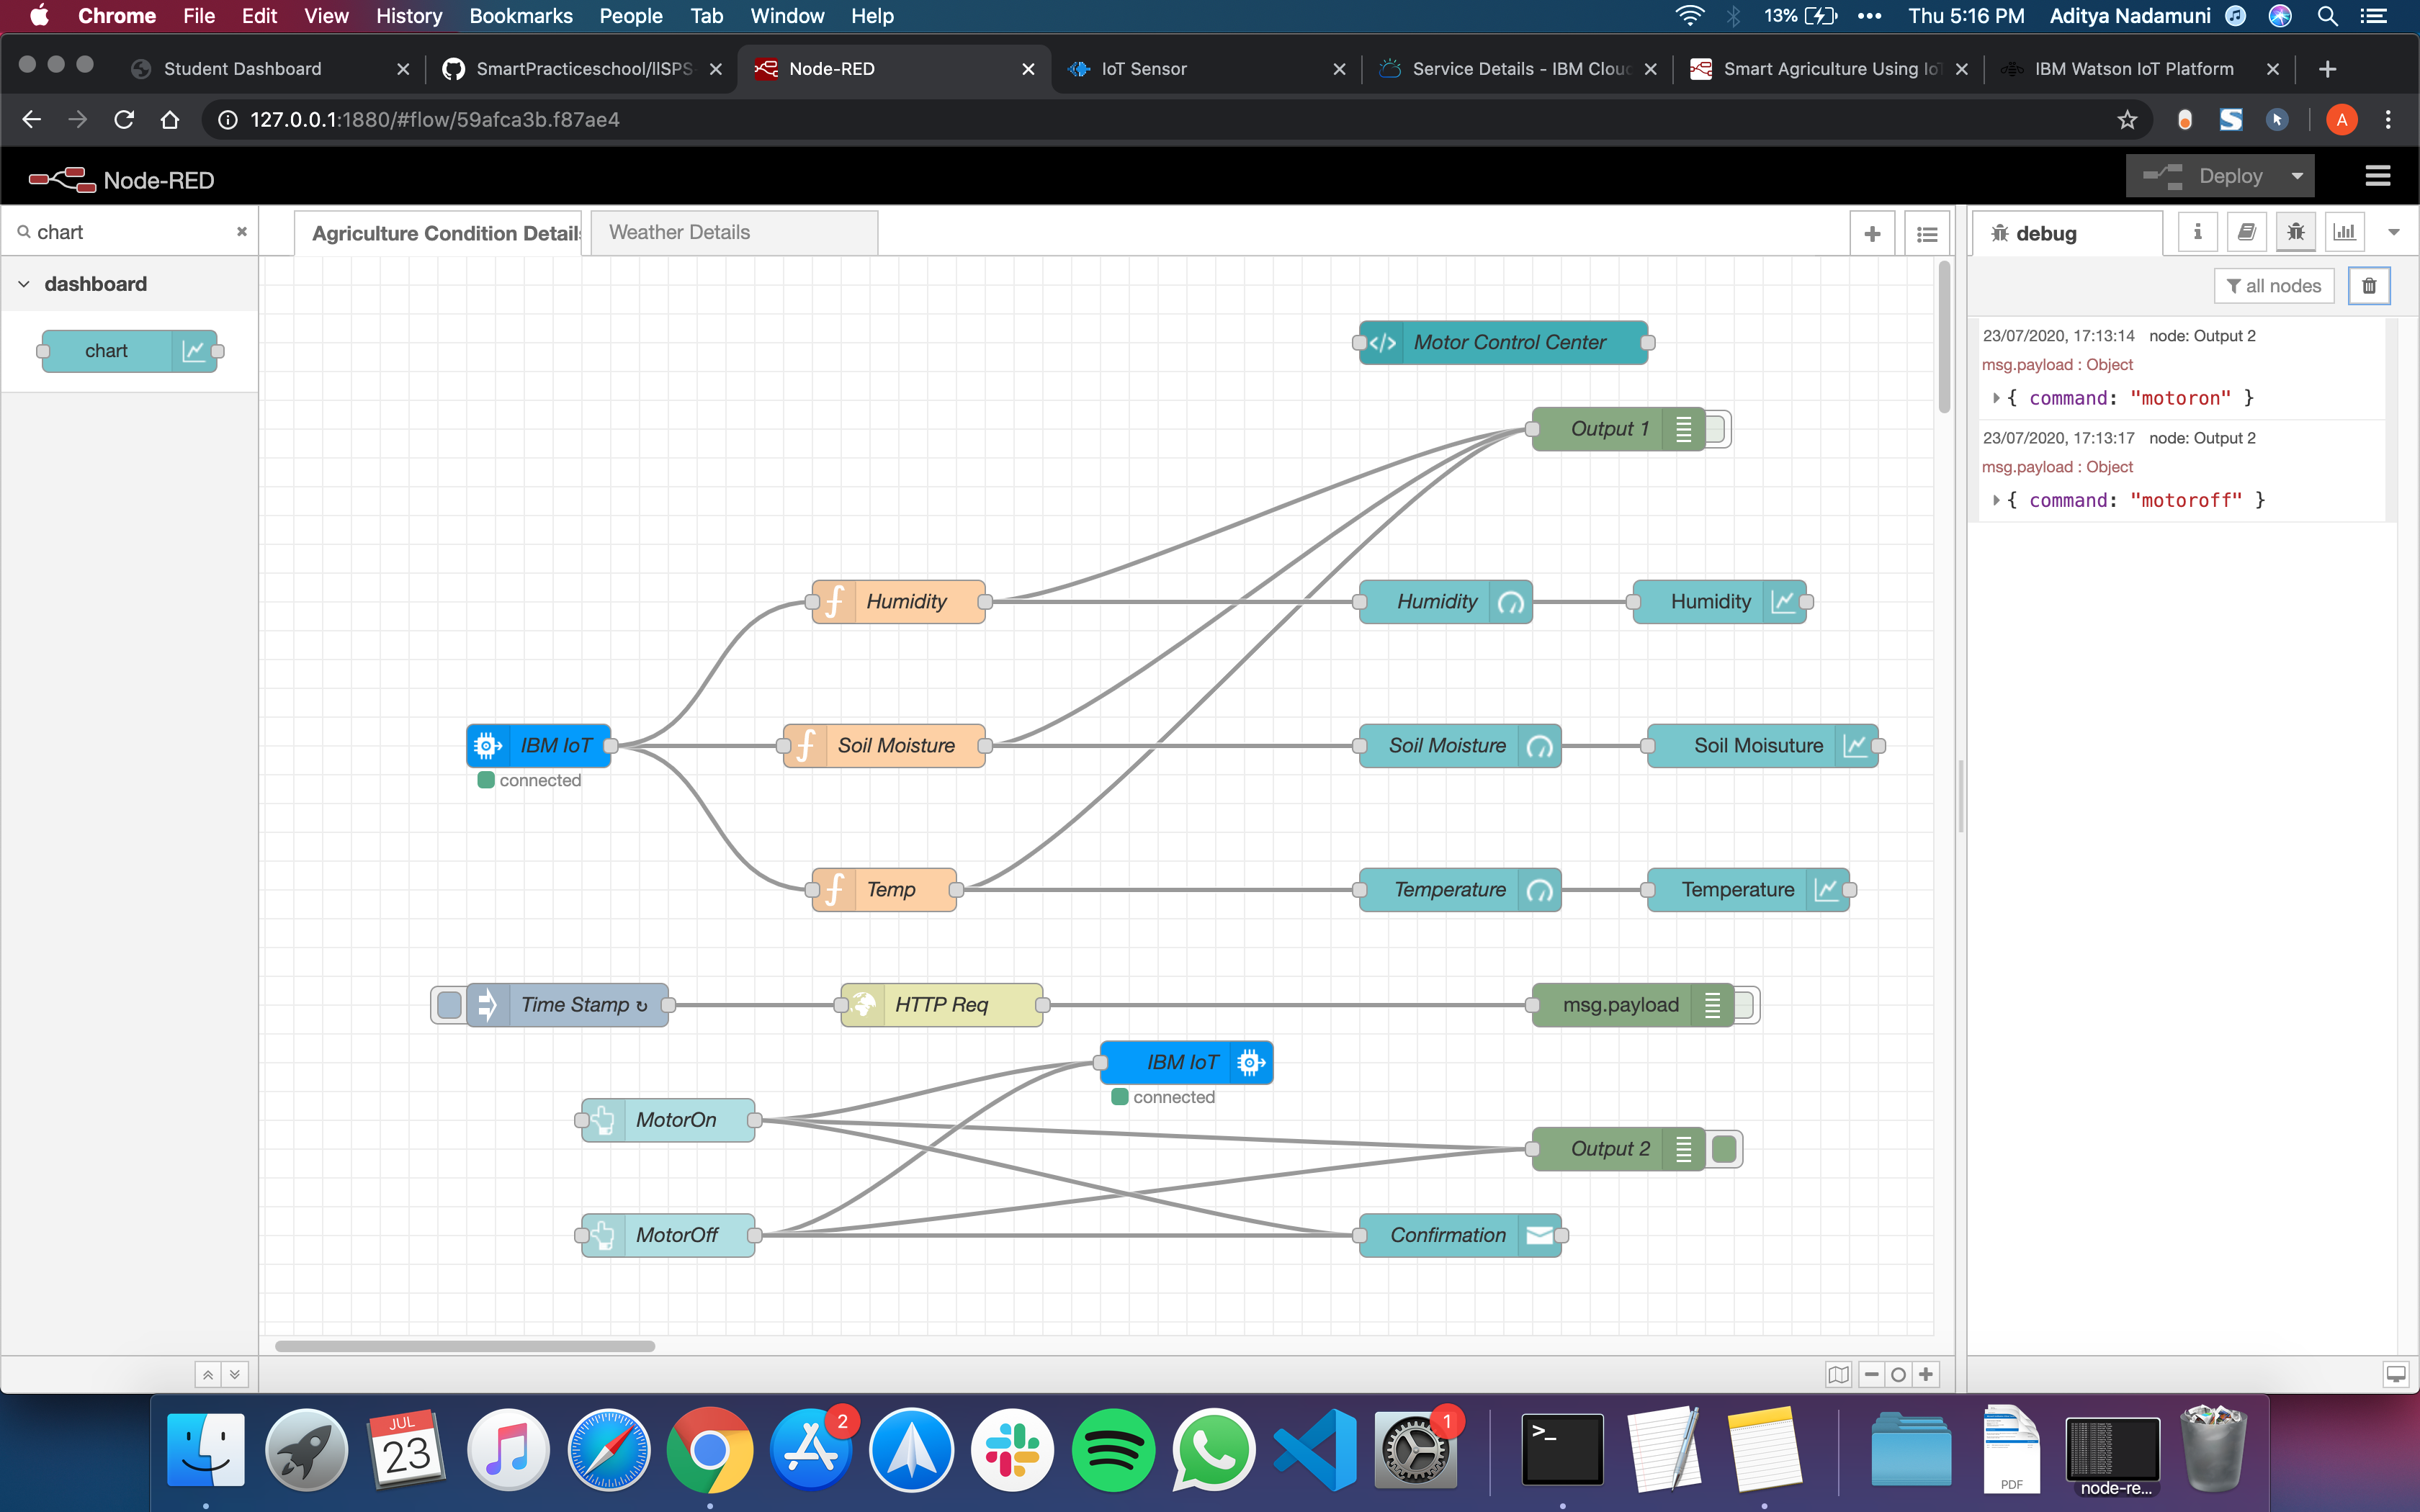 Chrome File Edit View History Bookmarks People Tab Window Help 13% Thu 5:16 PM Aditya Nadamuni
Student Dashboard SmartPracticeschool/llSPS Node-RED IoT Sensor Service Details - IBM Cloud Smart Agriculture Using IoT IBM Watson IoT Platform
127.0.0.1:1880/#flow/59afca3b.f87ae4 A
Node-RED Deploy
chart Agriculture Condition Details Weather Details debug
dashboard all nodes
chart
23/07/2020, 17:13:14 node: Output 2
msg.payload : Object
{ command: "motoron" }
23/07/2020, 17:13:17 node: Output 2
msg.payload : Object
{ command: "motoroff" }
Motor Control Center
Output 1
Humidity Humidity Humidity
IBM IoT Soil Moisture Soil Moisture Soil Moisuture
connected
Temp Temperature Temperature
Time Stamp ↻ HTTP Req msg.payload
IBM IoT
connected
MotorOn
Output 2
MotorOff Confirmation
JUL
23
2
1
>_
PDF
node-re...